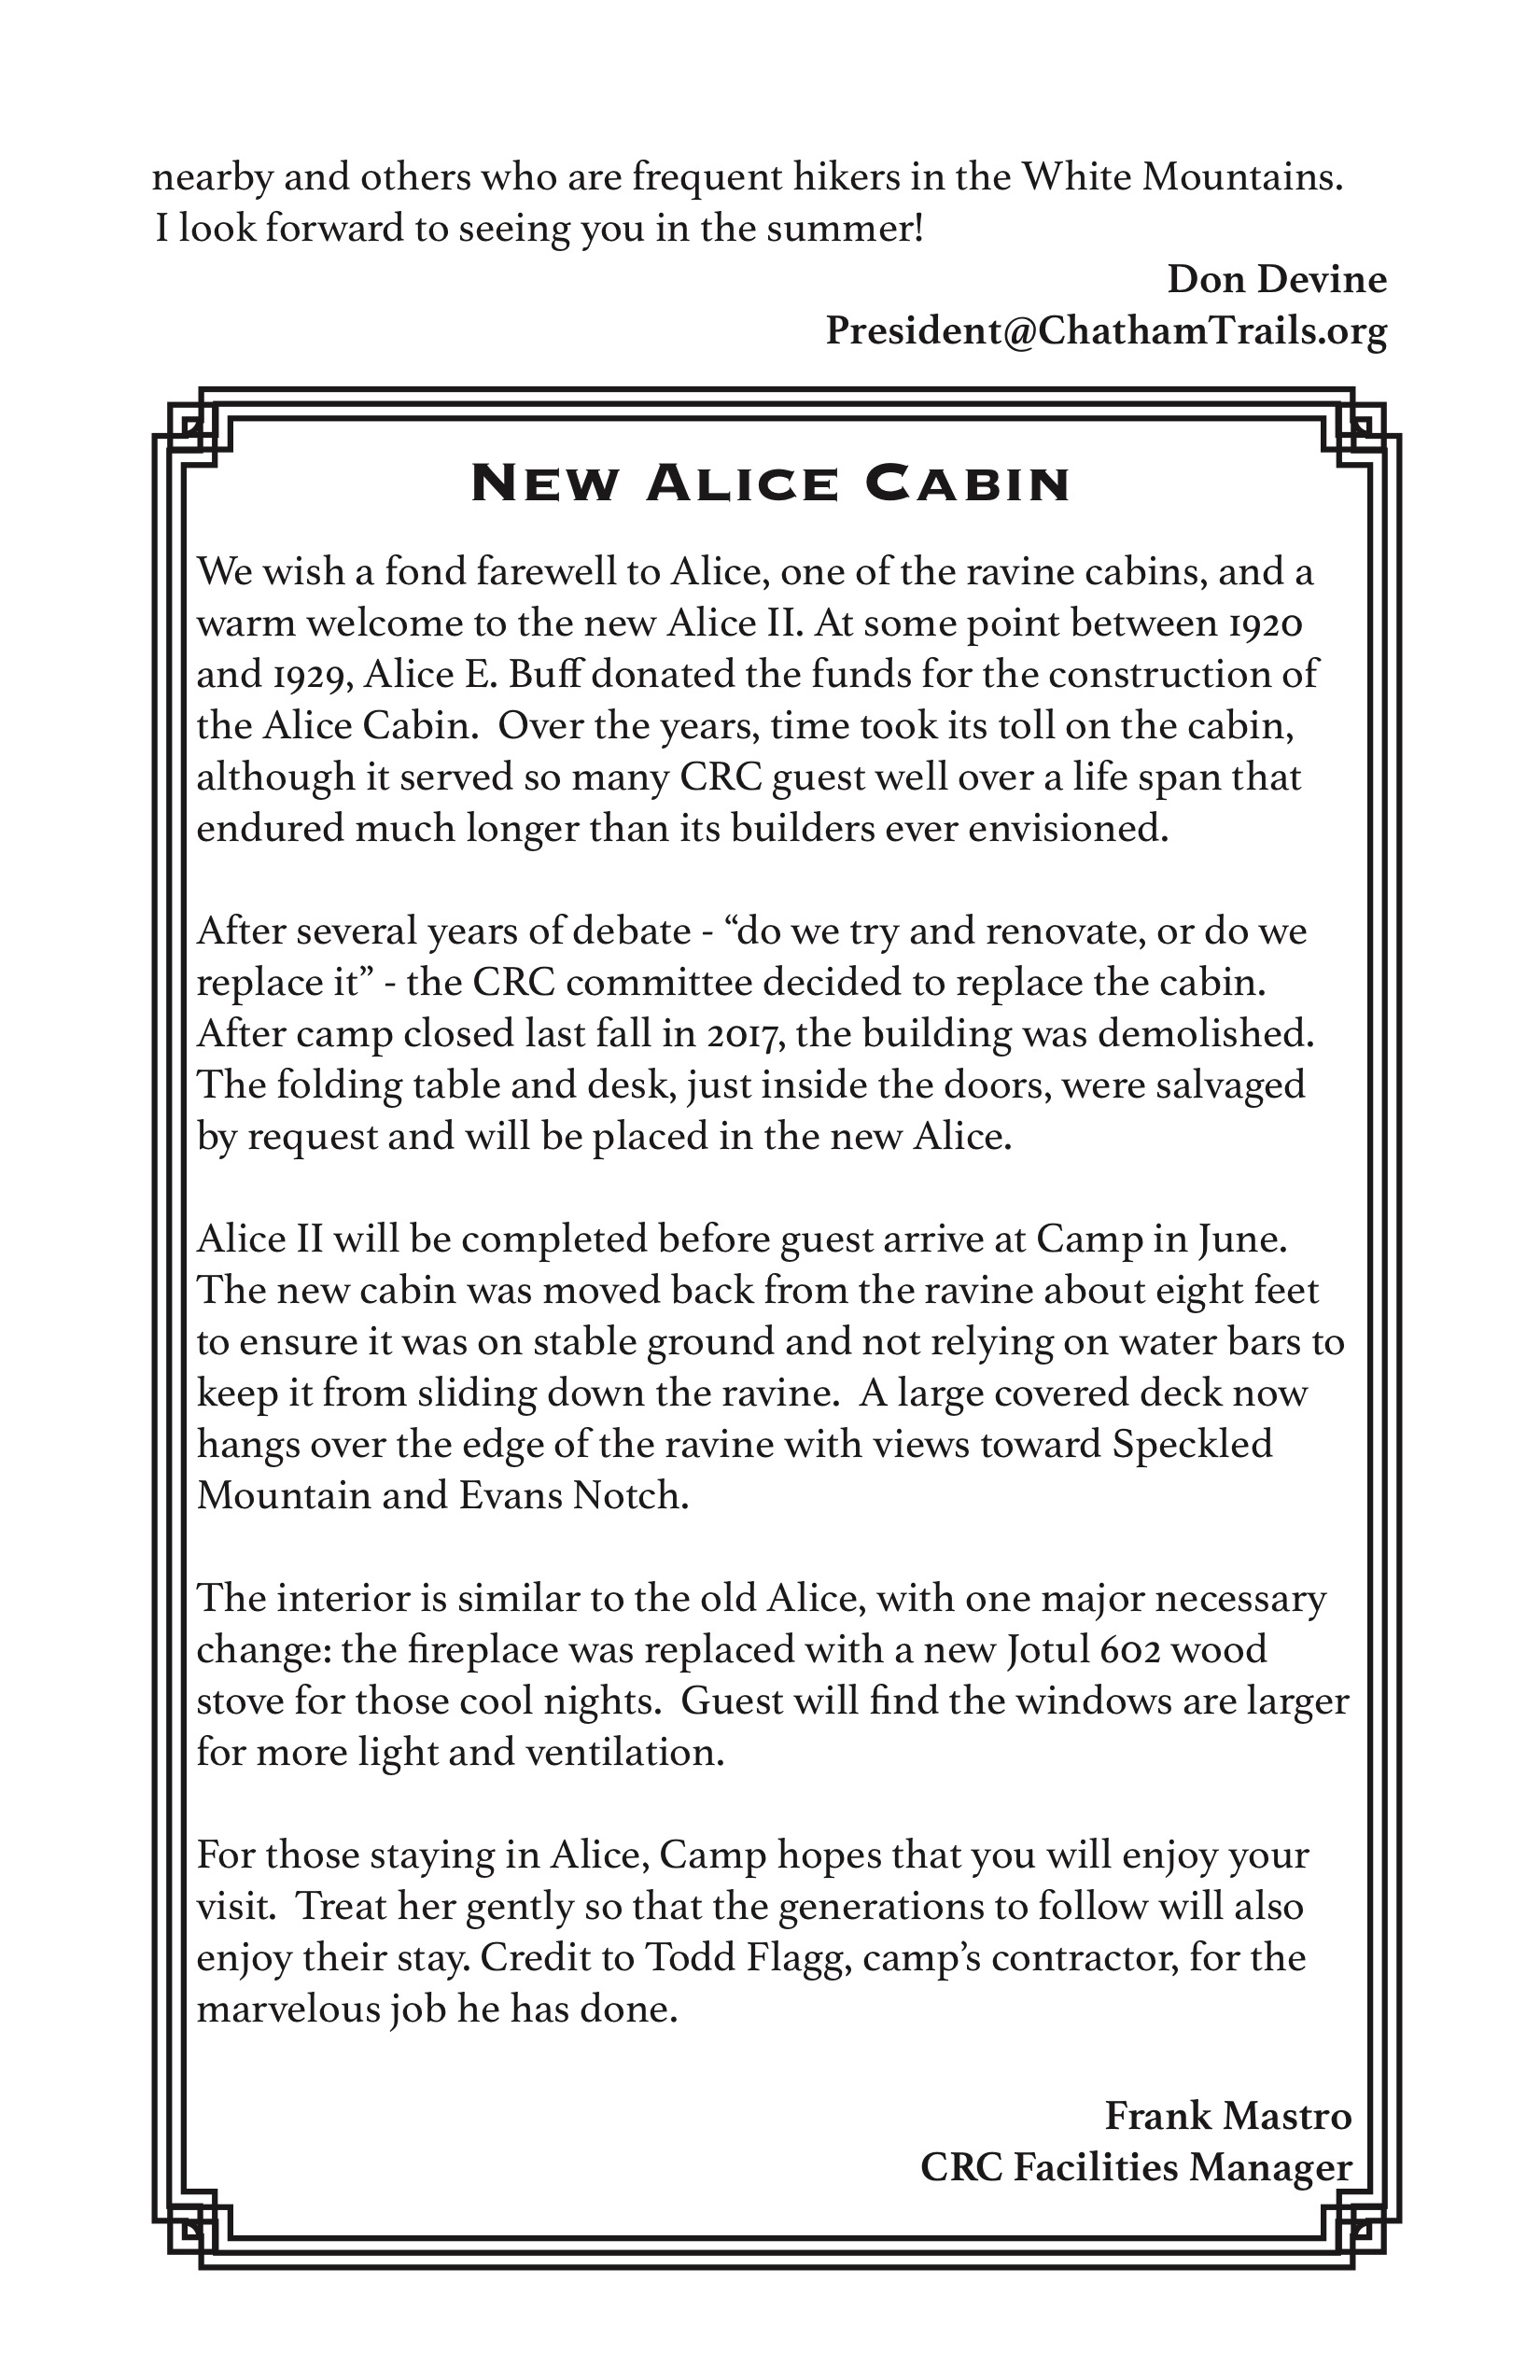 nearby and others who are frequent hikers in the White Mountains.
I look forward to seeing you in the summer!
Don Devine
President@ChathamTrails.org
New Alice Cabin
We wish a fond farewell to Alice, one of the ravine cabins, and a
warm welcome to the new Alice II. At some point between 1920
and 1929, Alice E. Buff donated the funds for the construction of
the Alice Cabin.  Over the years, time took its toll on the cabin,
although it served so many CRC guest well over a life span that
endured much longer than its builders ever envisioned.
After several years of debate - “do we try and renovate, or do we
replace it” - the CRC committee decided to replace the cabin.
After camp closed last fall in 2017, the building was demolished.
The folding table and desk, just inside the doors, were salvaged
by request and will be placed in the new Alice.
Alice II will be completed before guest arrive at Camp in June.
The new cabin was moved back from the ravine about eight feet
to ensure it was on stable ground and not relying on water bars to
keep it from sliding down the ravine.  A large covered deck now
hangs over the edge of the ravine with views toward Speckled
Mountain and Evans Notch.
The interior is similar to the old Alice, with one major necessary
change: the fireplace was replaced with a new Jotul 602 wood
stove for those cool nights.  Guest will find the windows are larger
for more light and ventilation.
For those staying in Alice, Camp hopes that you will enjoy your
visit.  Treat her gently so that the generations to follow will also
enjoy their stay. Credit to Todd Flagg, camp’s contractor, for the
marvelous job he has done.
Frank Mastro
CRC Facilities Manager